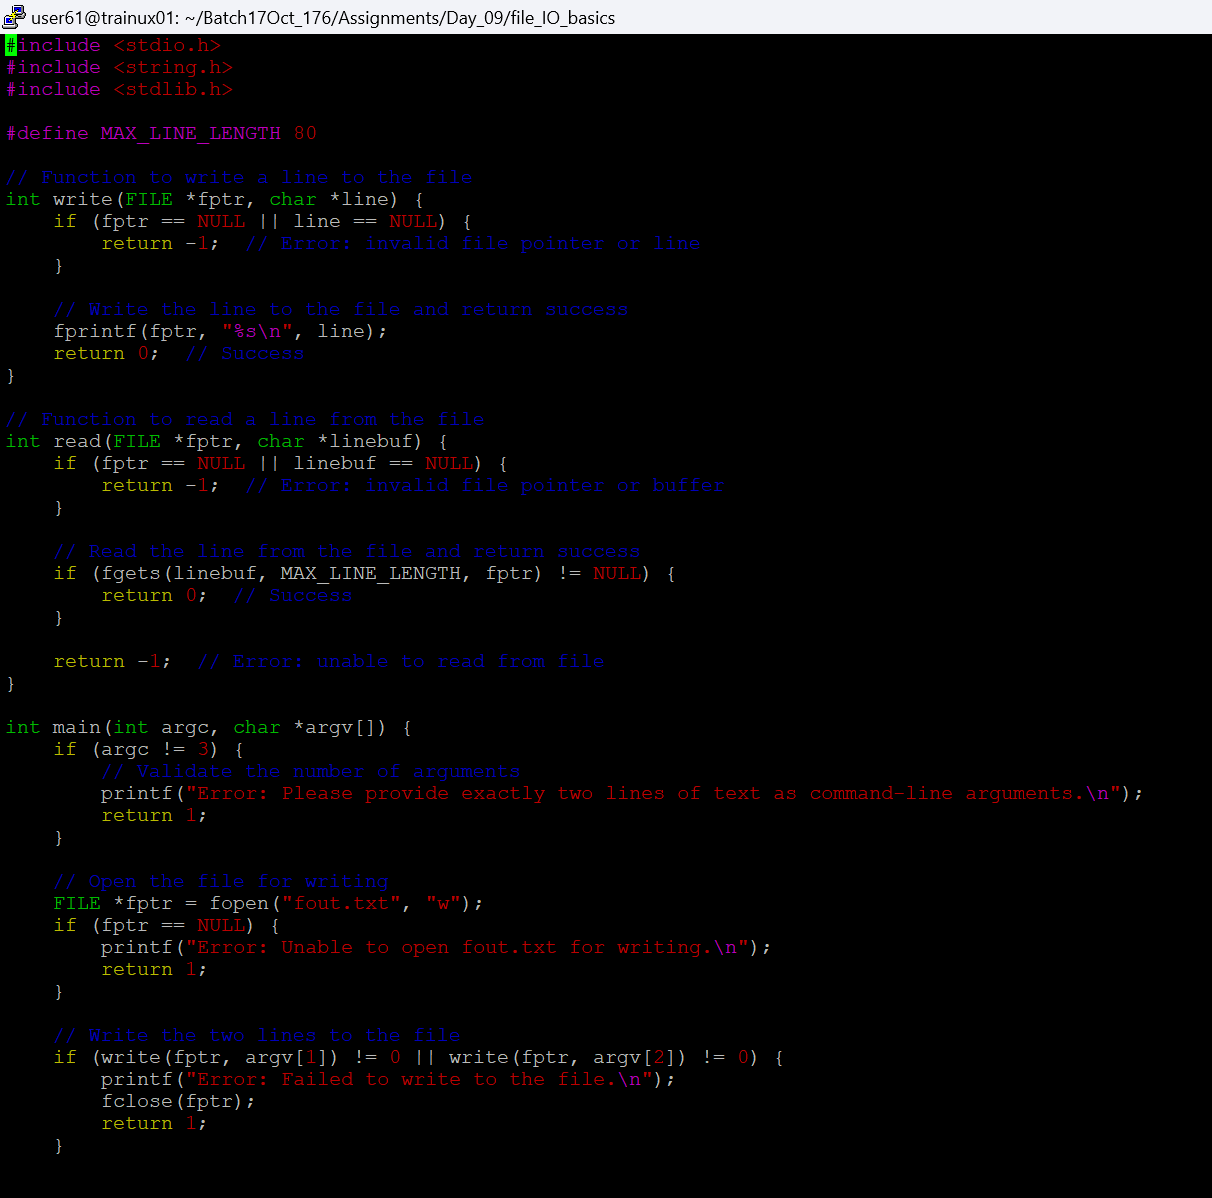 user61@trainux01: ~/Batch17Oct_176/Assignments/Day_09/file_IO_basics
#include <stdio.h>
#include <string.h>
#include <stdlib.h>

#define MAX_LINE_LENGTH 80

// Function to write a line to the file
int write(FILE *fptr, char *line) {
    if (fptr == NULL || line == NULL) {
        return -1;  // Error: invalid file pointer or line
    }

    // Write the line to the file and return success
    fprintf(fptr, "%s\n", line);
    return 0;  // Success
}

// Function to read a line from the file
int read(FILE *fptr, char *linebuf) {
    if (fptr == NULL || linebuf == NULL) {
        return -1;  // Error: invalid file pointer or buffer
    }

    // Read the line from the file and return success
    if (fgets(linebuf, MAX_LINE_LENGTH, fptr) != NULL) {
        return 0;  // Success
    }

    return -1;  // Error: unable to read from file
}

int main(int argc, char *argv[]) {
    if (argc != 3) {
        // Validate the number of arguments
        printf("Error: Please provide exactly two lines of text as command-line arguments.\n");
        return 1;
    }

    // Open the file for writing
    FILE *fptr = fopen("fout.txt", "w");
    if (fptr == NULL) {
        printf("Error: Unable to open fout.txt for writing.\n");
        return 1;
    }

    // Write the two lines to the file
    if (write(fptr, argv[1]) != 0 || write(fptr, argv[2]) != 0) {
        printf("Error: Failed to write to the file.\n");
        fclose(fptr);
        return 1;
    }